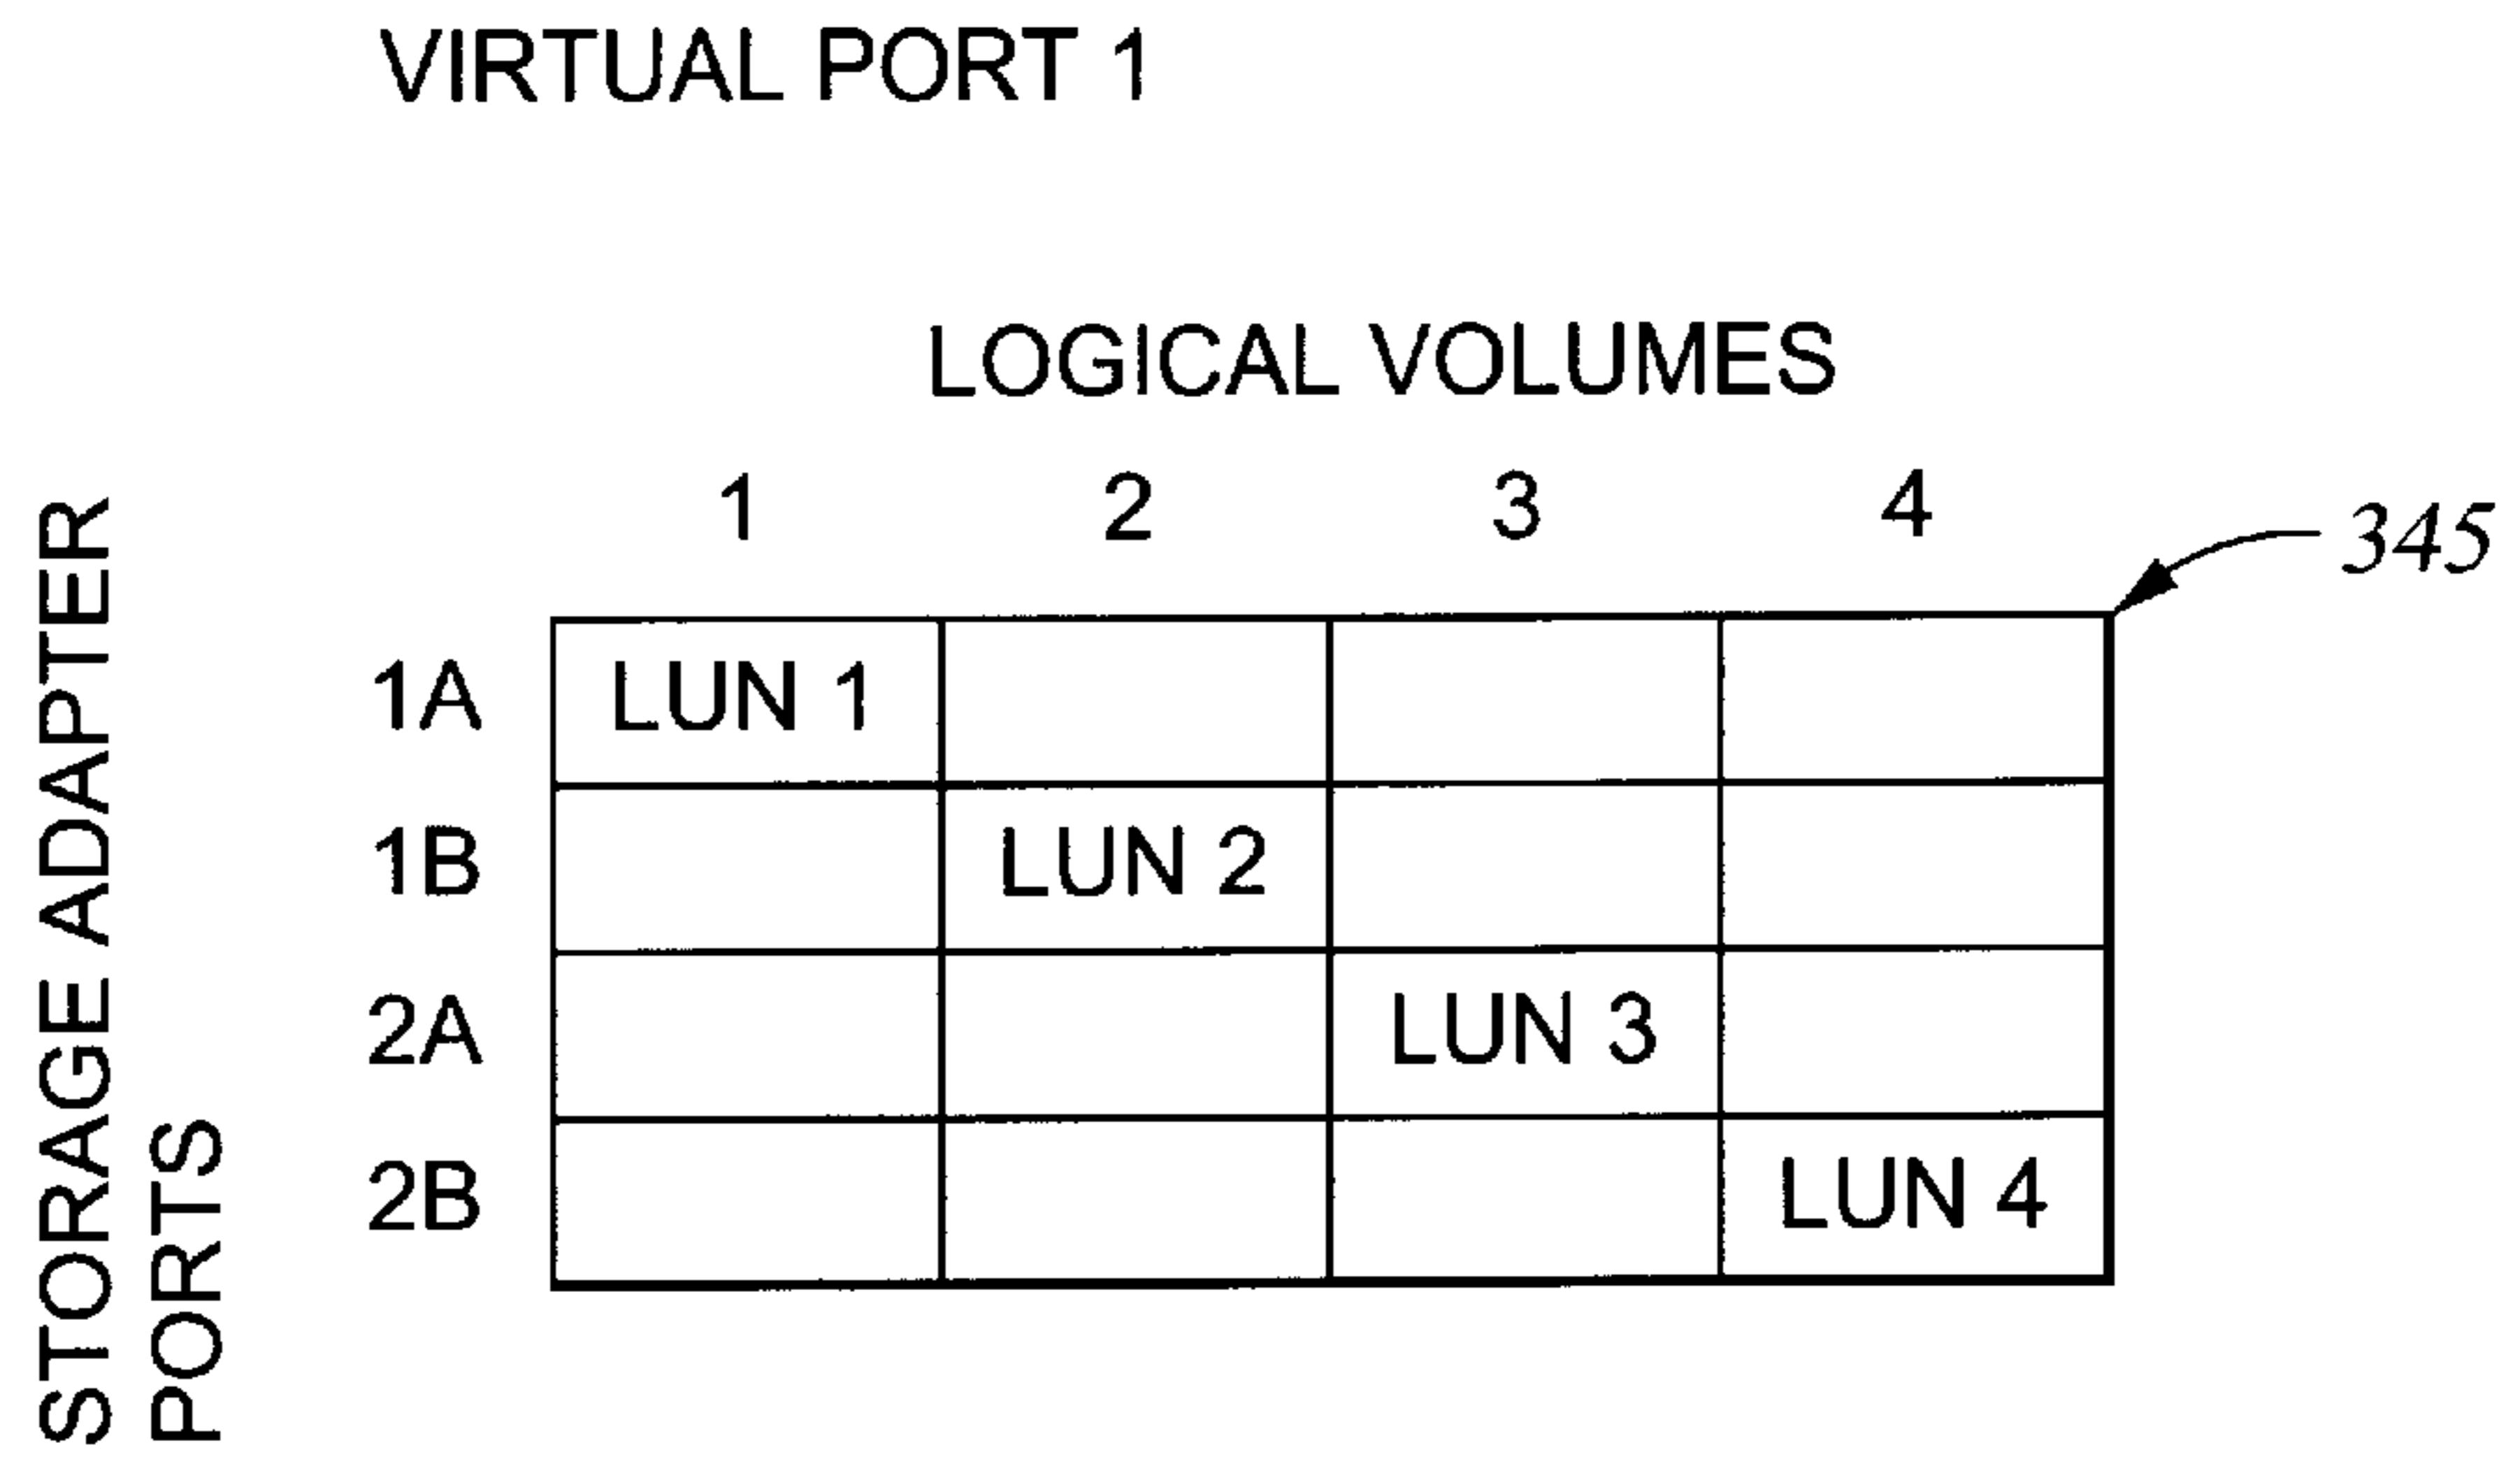 VIRTUAL PORT 1
LOGICAL VOLUMES
1 2 3 4
345
STORAGE ADAPTER
PORTS
1A LUN 1
1B LUN 2
2A LUN 3
2B LUN 4